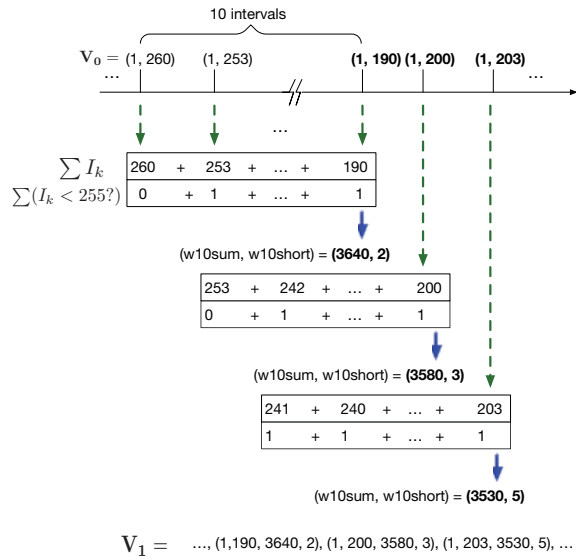 10 intervals
V₀ = (1, 260) (1, 253) (1, 190) (1, 200) (1, 203)
... ...
...
∑ I_k 260 + 253 + ... + 190
∑(I_k < 255?) 0 + 1 + ... + 1
(w10sum, w10short) = (3640, 2)
253 + 242 + ... + 200
0 + 1 + ... + 1
(w10sum, w10short) = (3580, 3)
241 + 240 + ... + 203
1 + 1 + ... + 1
(w10sum, w10short) = (3530, 5)
V₁ = ..., (1,190, 3640, 2), (1, 200, 3580, 3), (1, 203, 3530, 5), ...